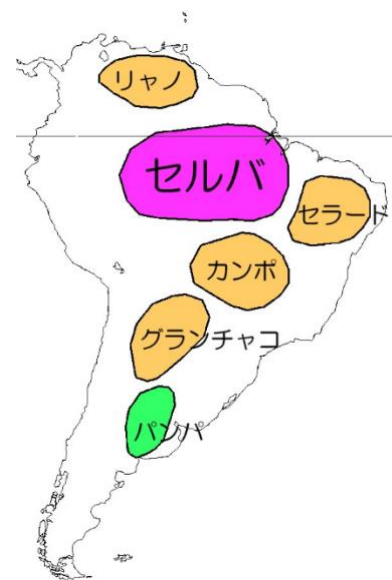 リャノ
セルバ
セラード
カンポ
グランチャコ
パンパ